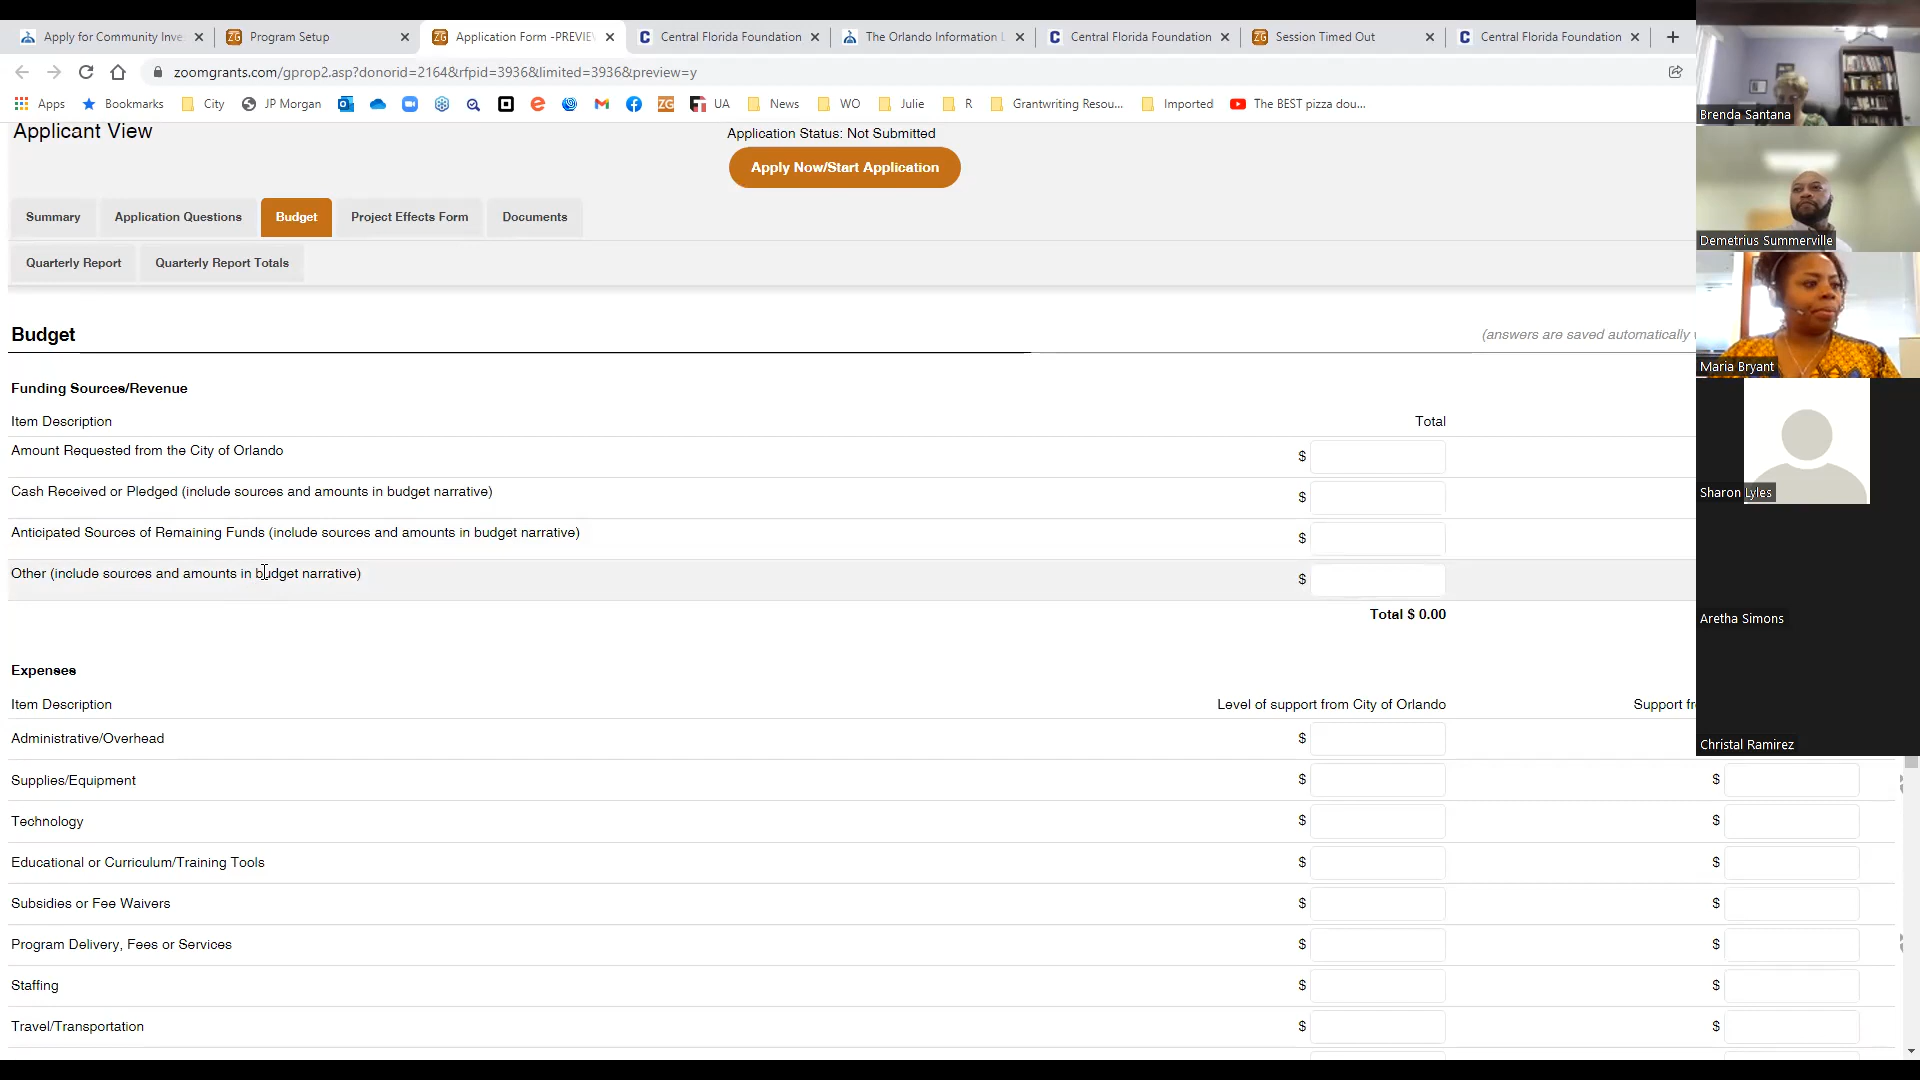 Apply for Community Inve
Program Setup
Application Form -PREVIEW
Central Florida Foundation
The Orlando Information L
Central Florida Foundation
Session Timed Out
Central Florida Foundation
zoomgrants.com/gprop2.asp?donorid=2164&rfpid=3936&limited=3936&preview=y
Apps
Bookmarks
City
JP Morgan
UA
News
WO
Julie
R
Grantwriting Resou...
Imported
The BEST pizza dou...
Applicant View
Application Status: Not Submitted
Apply Now/Start Application
Summary
Application Questions
Budget
Project Effects Form
Documents
Quarterly Report
Quarterly Report Totals
Budget
(answers are saved automatically
Funding Sources/Revenue
Item Description
Total
Amount Requested from the City of Orlando
$
Cash Received or Pledged (include sources and amounts in budget narrative)
$
Anticipated Sources of Remaining Funds (include sources and amounts in budget narrative)
$
Other (include sources and amounts in budget narrative)
$
Total $ 0.00
Expenses
Item Description
Level of support from City of Orlando
Support
Administrative/Overhead
$
Supplies/Equipment
$ $
Technology
$ $
Educational or Curriculum/Training Tools
$ $
Subsidies or Fee Waivers
$ $
Program Delivery, Fees or Services
$ $
Staffing
$ $
Travel/Transportation
$ $
Brenda Santana
Demetrius Summerville
Maria Bryant
Sharon Lyles
Aretha Simons
Christal Ramirez